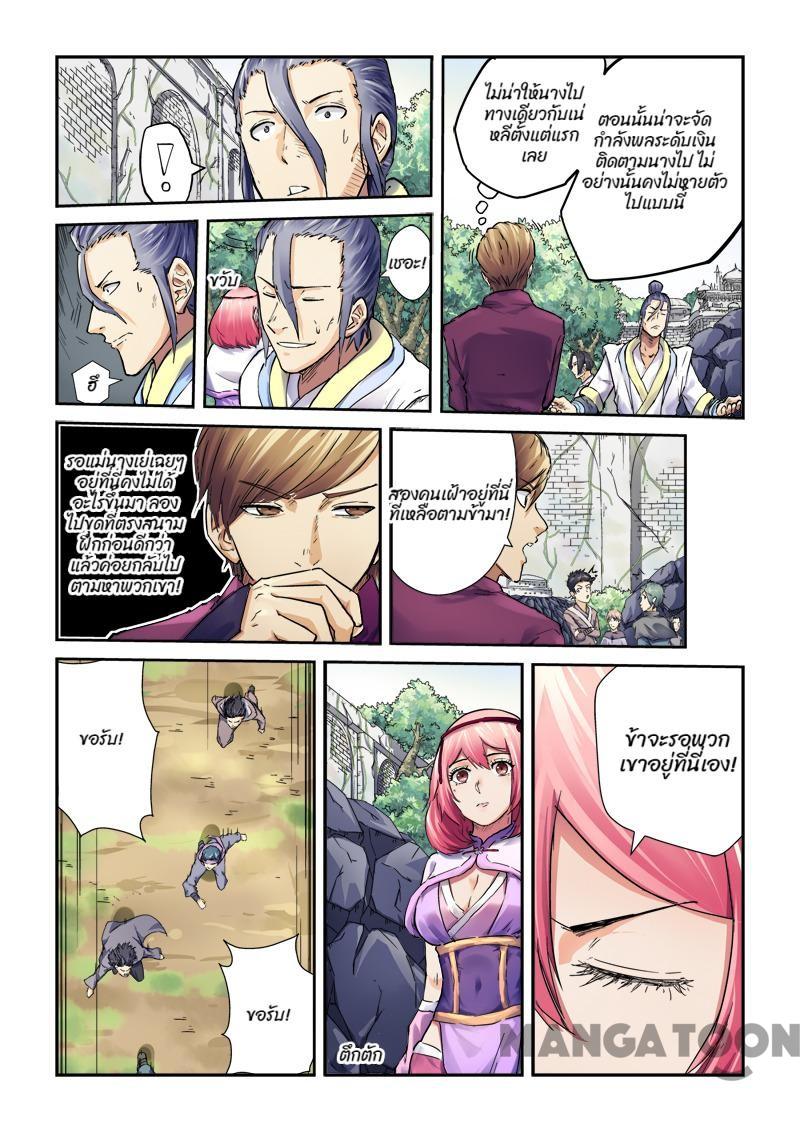 !
ไม่น่าให้นางไป
ทางเดียวกับเน่
หลีตั้งแต่แรก
เลย
ตอนนั้นน่าจะจัด
กำลังพลระดับเงิน
ติดตามนางไป ไม่
อย่างนั้นคงไม่หายตัว
ไปแบบนี้
ฮึ
ขวับ
เชอะ!
รอแม่นางเย่เฉยๆ
อยู่ที่นี่คงไม่ได้
อะไรขึ้นมา ลอง
ไปขุดที่ตรงสนาม
ฝึกก่อนดีกว่า
แล้วค่อยกลับไป
ตามหาพวกเขา!
สองคนเฝ้าอยู่ที่นี่
ที่เหลือตามข้ามา!
ขอรับ!
ขอรับ!
ตึกตัก
ข้าจะรอพวก
เขาอยู่ที่นี่เอง!
MANGATOON